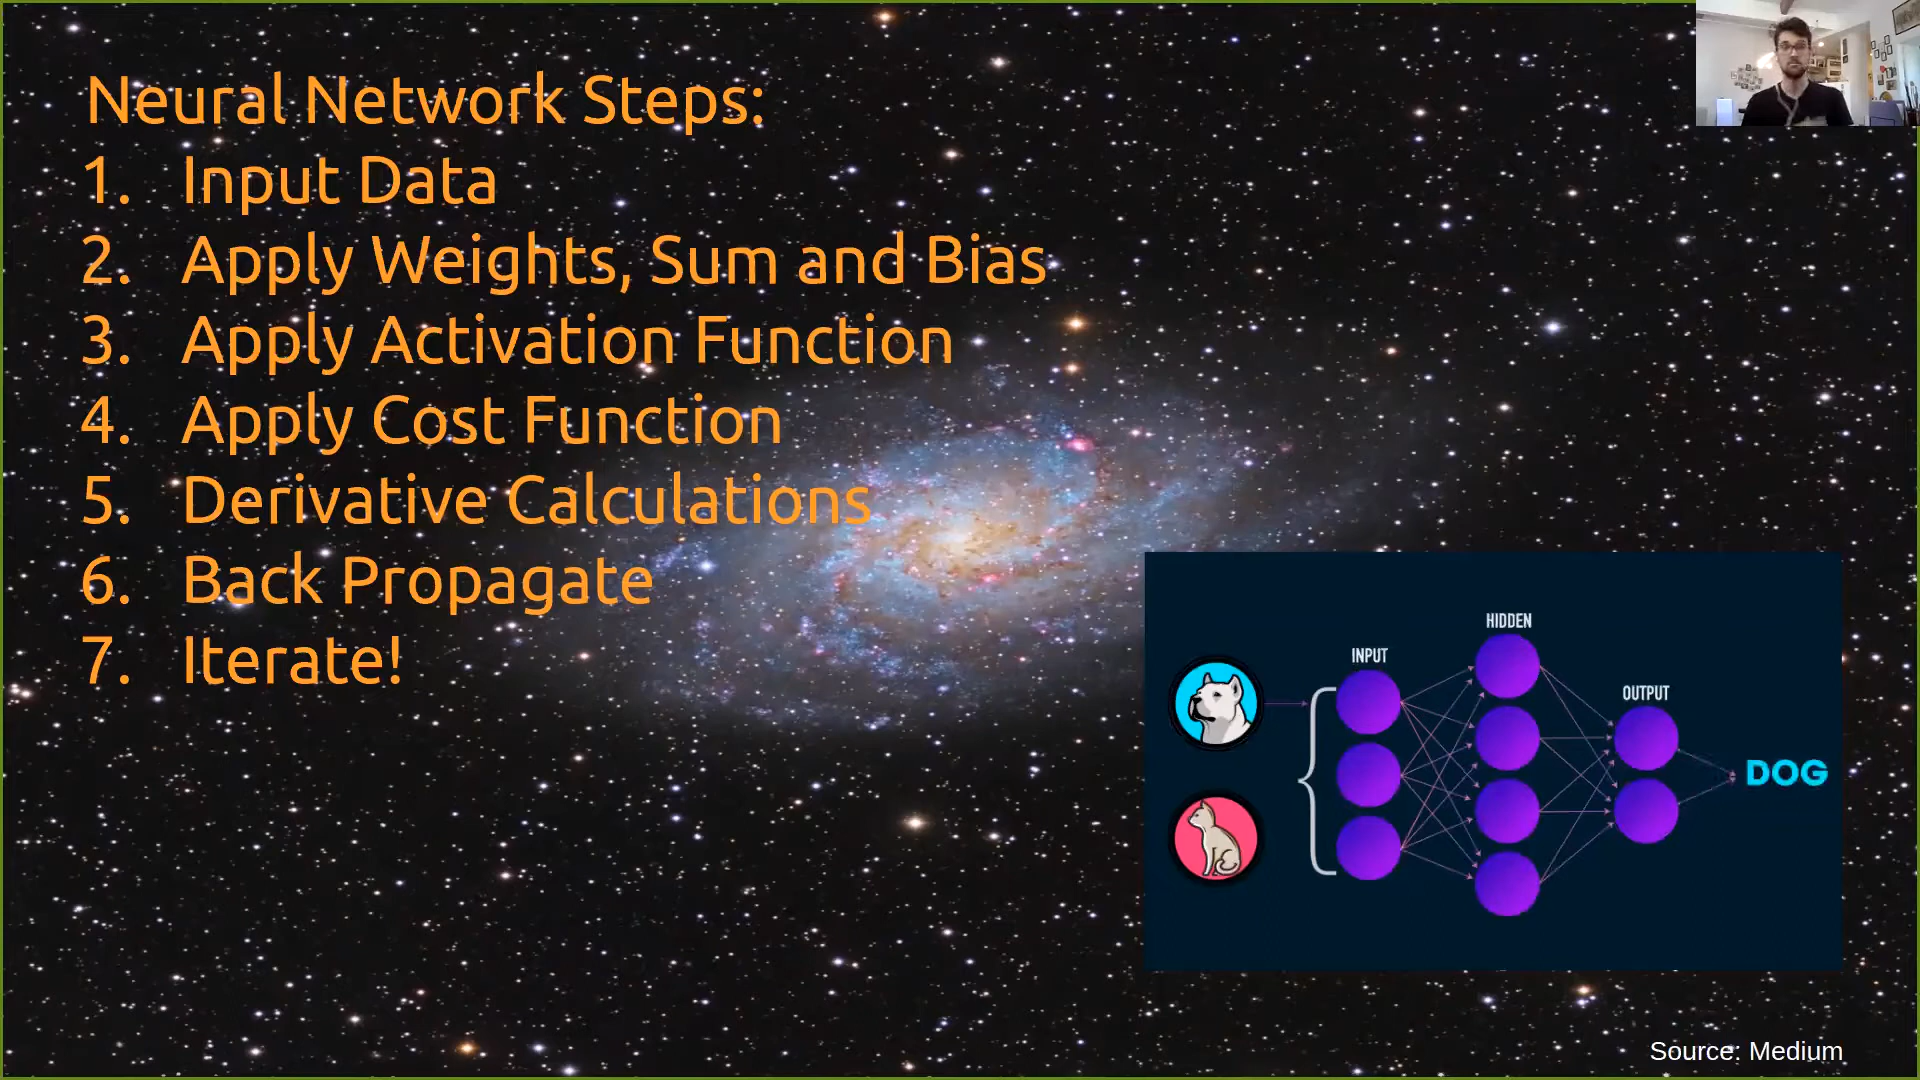 Neural Network Steps:
1. Input Data
2. Apply Weights, Sum and Bias
3. Apply Activation Function
4. Apply Cost Function
5. Derivative Calculations
6. Back Propagate
7. Iterate!
HIDDEN
INPUT
OUTPUT
DOG
Source: Medium